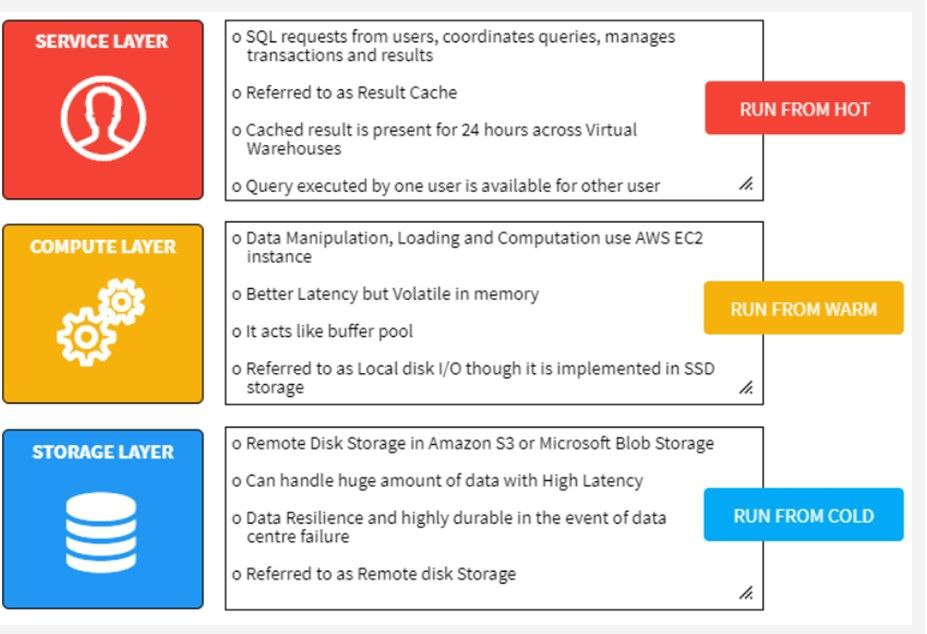 SERVICE LAYER
o SQL requests from users, coordinates queries, manages
transactions and results
o Referred to as Result Cache
o Cached result is present for 24 hours across Virtual
Warehouses
o Query executed by one user is available for other user
RUN FROM HOT
COMPUTE LAYER
o Data Manipulation, Loading and Computation use AWS EC2
instance
o Better Latency but Volatile in memory
o It acts like buffer pool
o Referred to as Local disk I/O though it is implemented in SSD
storage
RUN FROM WARM
STORAGE LAYER
o Remote Disk Storage in Amazon S3 or Microsoft Blob Storage
o Can handle huge amount of data with High Latency
o Data Resilience and highly durable in the event of data
centre failure
o Referred to as Remote disk Storage
RUN FROM COLD